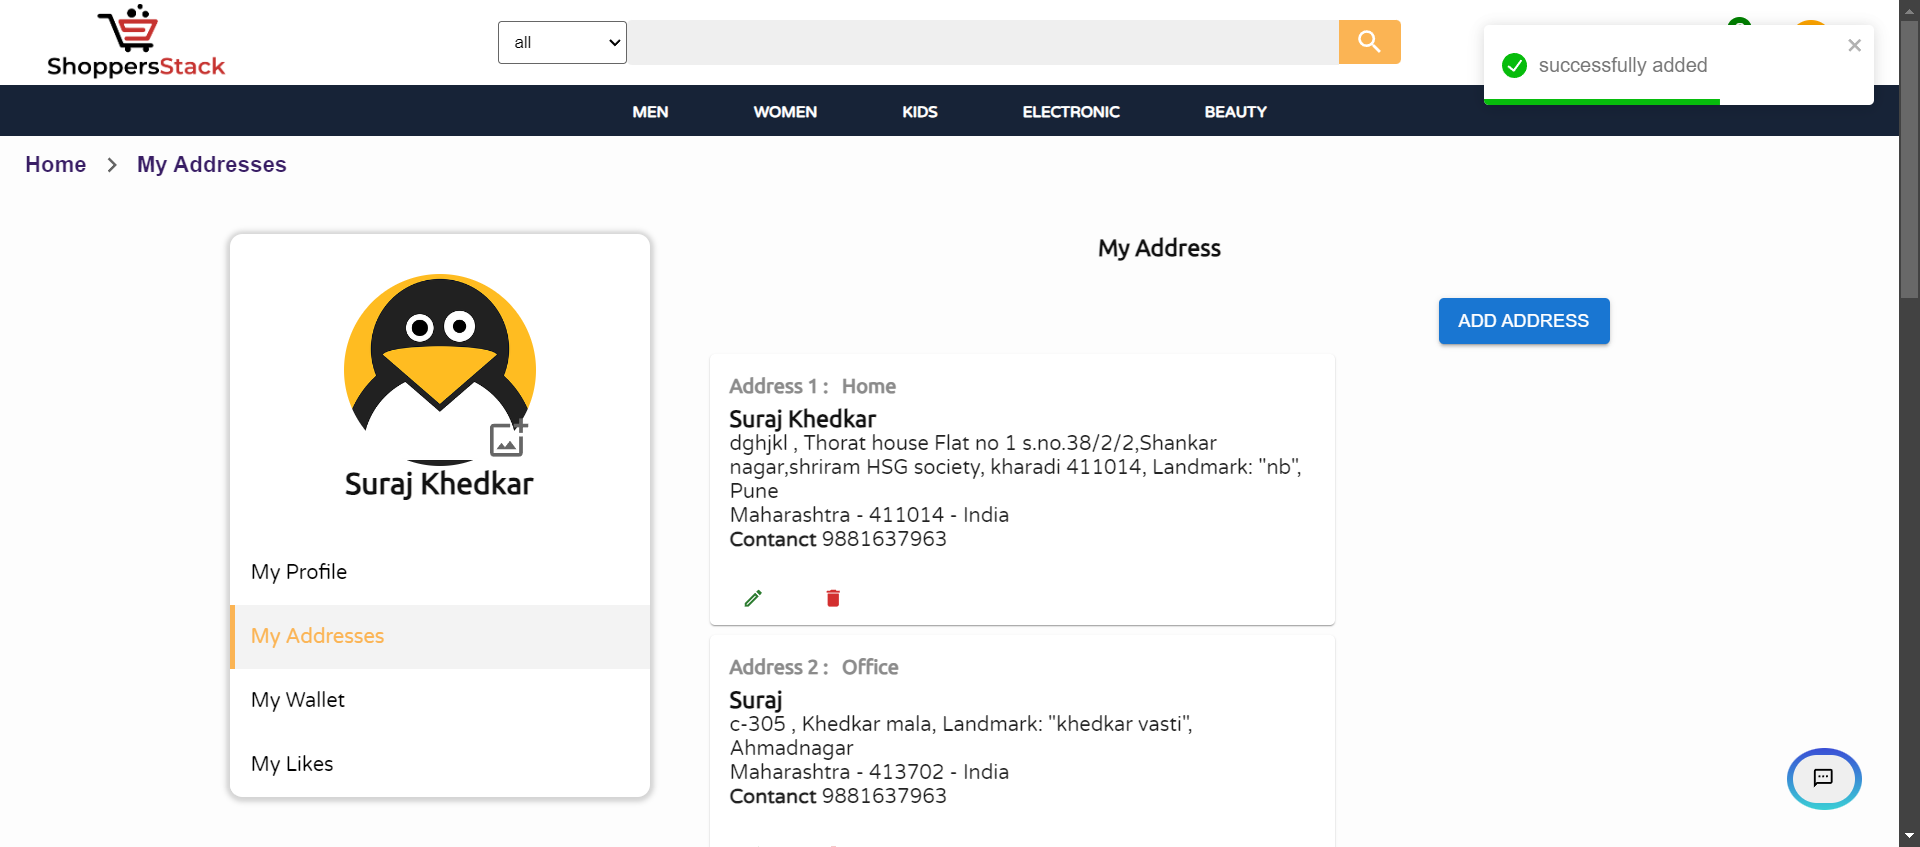 ShoppersStack
all
successfully added
MEN WOMEN KIDS ELECTRONIC BEAUTY
Home > My Addresses
My Address
ADD ADDRESS
Suraj Khedkar
My Profile
My Addresses
My Wallet
My Likes
Address 1 : Home
Suraj Khedkar
dghjkl , Thorat house Flat no 1 s.no.38/2/2,Shankar
nagar,shriram HSG society, kharadi 411014, Landmark: "nb",
Pune
Maharashtra - 411014 - India
Contanct 9881637963
Address 2 : Office
Suraj
c-305 , Khedkar mala, Landmark: "khedkar vasti",
Ahmadnagar
Maharashtra - 413702 - India
Contanct 9881637963